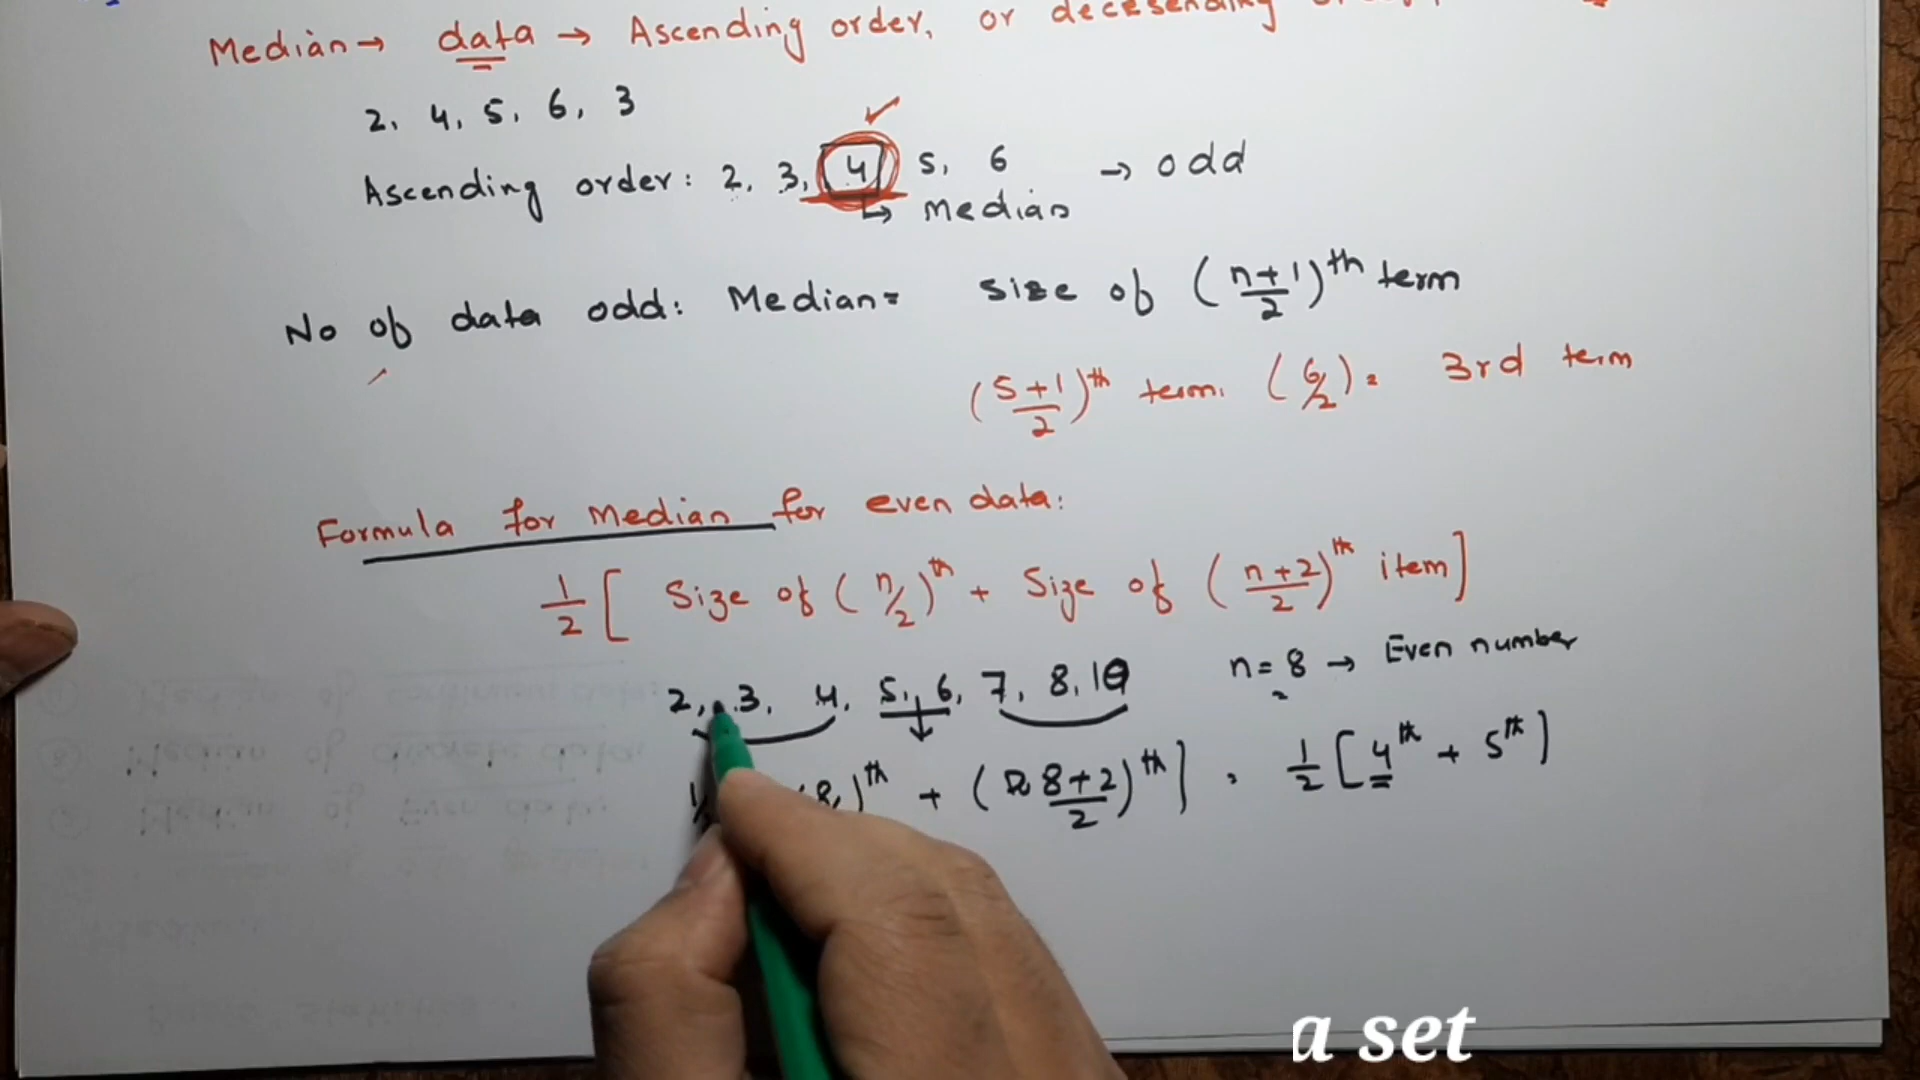 Median → data → Ascending order, or
2, 4, 5, 6, 3
Ascending order: 2, 3, 4 5, 6 → odd
↳ Median
No of data odd: Median = size of (n+1/2)th term
(5+1/2)th term. (6/2) = 3rd term
Formula for Median for even data:
1/2 [ Size of (n/2)th + Size of (n+2/2)th item]
2, 3, 4, 5, 6, 7, 8, 10 n = 8 → Even number
(8 )th + ( 8+2/2)th] = 1/2 [4th + 5th]
a set